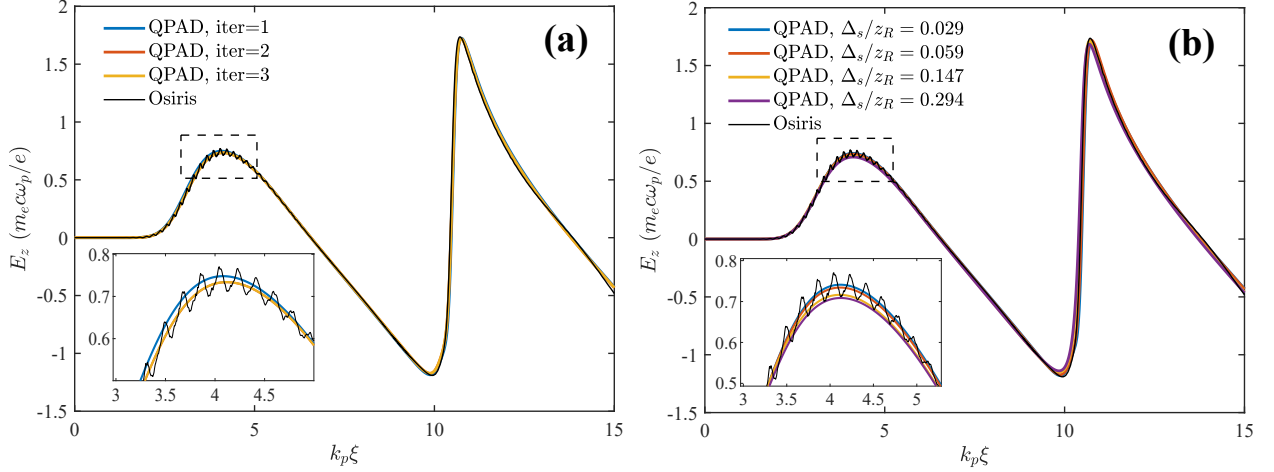 (a)
QPAD, iter=1
QPAD, iter=2
QPAD, iter=3
Osiris
E_z (m_e c ω_p / e)
2
1.5
1
0.5
0
-0.5
-1
-1.5
0.8
0.7
0.6
3 3.5 4 4.5
0 5 10 15
k_p ξ
(b)
QPAD, Δ_s/z_R = 0.029
QPAD, Δ_s/z_R = 0.059
QPAD, Δ_s/z_R = 0.147
QPAD, Δ_s/z_R = 0.294
Osiris
E_z (m_e c ω_p / e)
2
1.5
1
0.5
0
-0.5
-1
-1.5
0.8
0.7
0.6
0.5
3 3.5 4 4.5 5
0 5 10 15
k_p ξ